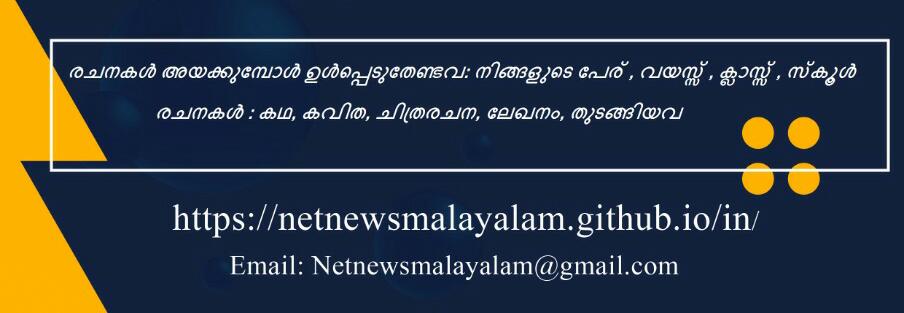 രചനകൾ അയക്കുമ്പോൾ ഉൾപ്പെടുതേണ്ടവ: നിങ്ങളുടെ പേര് , വയസ്സ് , ക്ലാസ്സ് , സ്കൂൾ
രചനകൾ : കഥ, കവിത, ചിത്രരചന, ലേഖനം, തുടങ്ങിയവ
https://netnewsmalayalam.github.io/in/
Email: Netnewsmalayalam@gmail.com